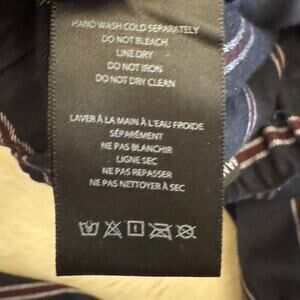 HAND WASH COLD SEPARATELY
DO NOT BLEACH
LINE DRY
DO NOT IRON
DO NOT DRY CLEAN
LAVER À LA MAIN À L'EAU FROIDE
SÉPARÉMENT
NE PAS BLANCHIR
LIGNE SEC
NE PAS REPASSER
NE PAS NETTOYER À SEC